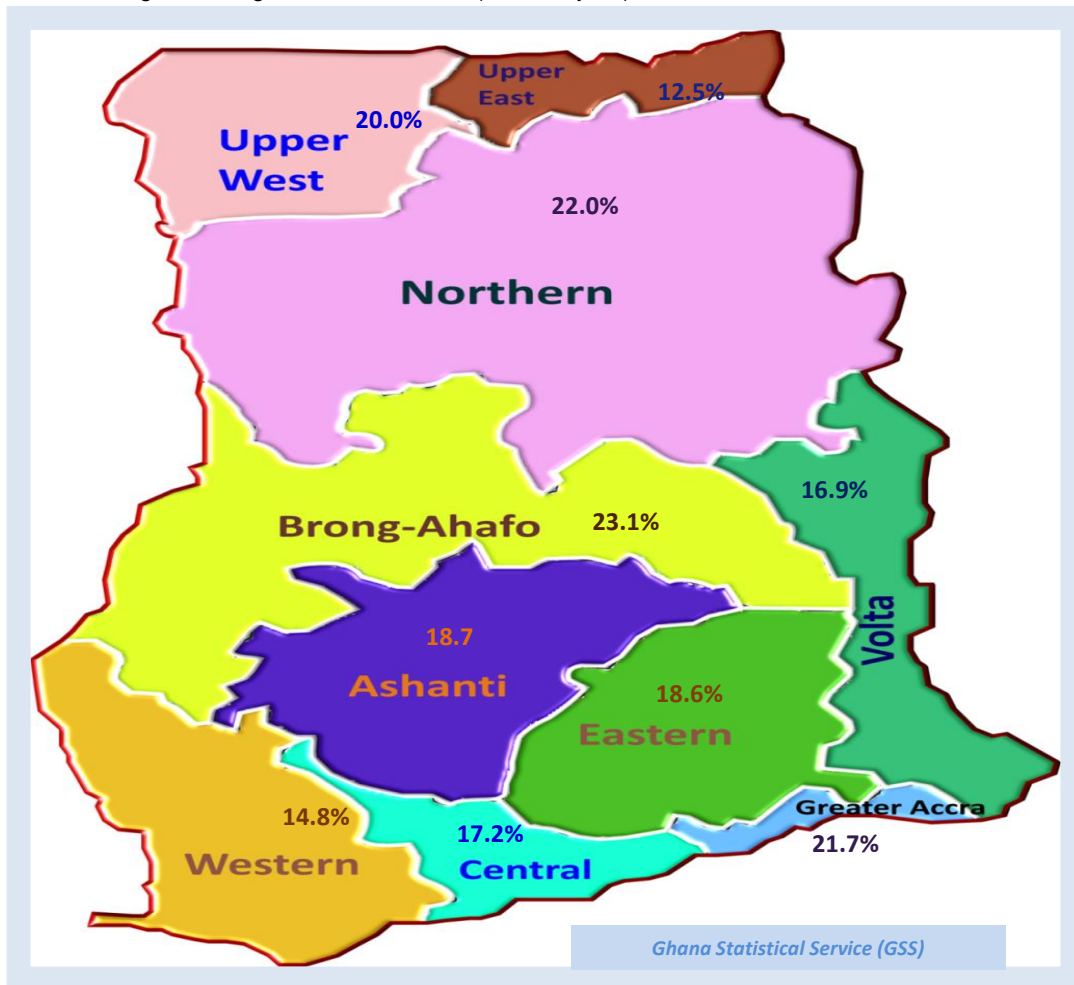 Upper
East
12.5%
20.0%
Upper
West
22.0%
Northern
16.9%
Brong-Ahafo
23.1%
Volta
18.7
Ashanti
18.6%
Eastern
14.8%
Western
17.2%
Central
Greater Accra
21.7%
Ghana Statistical Service (GSS)